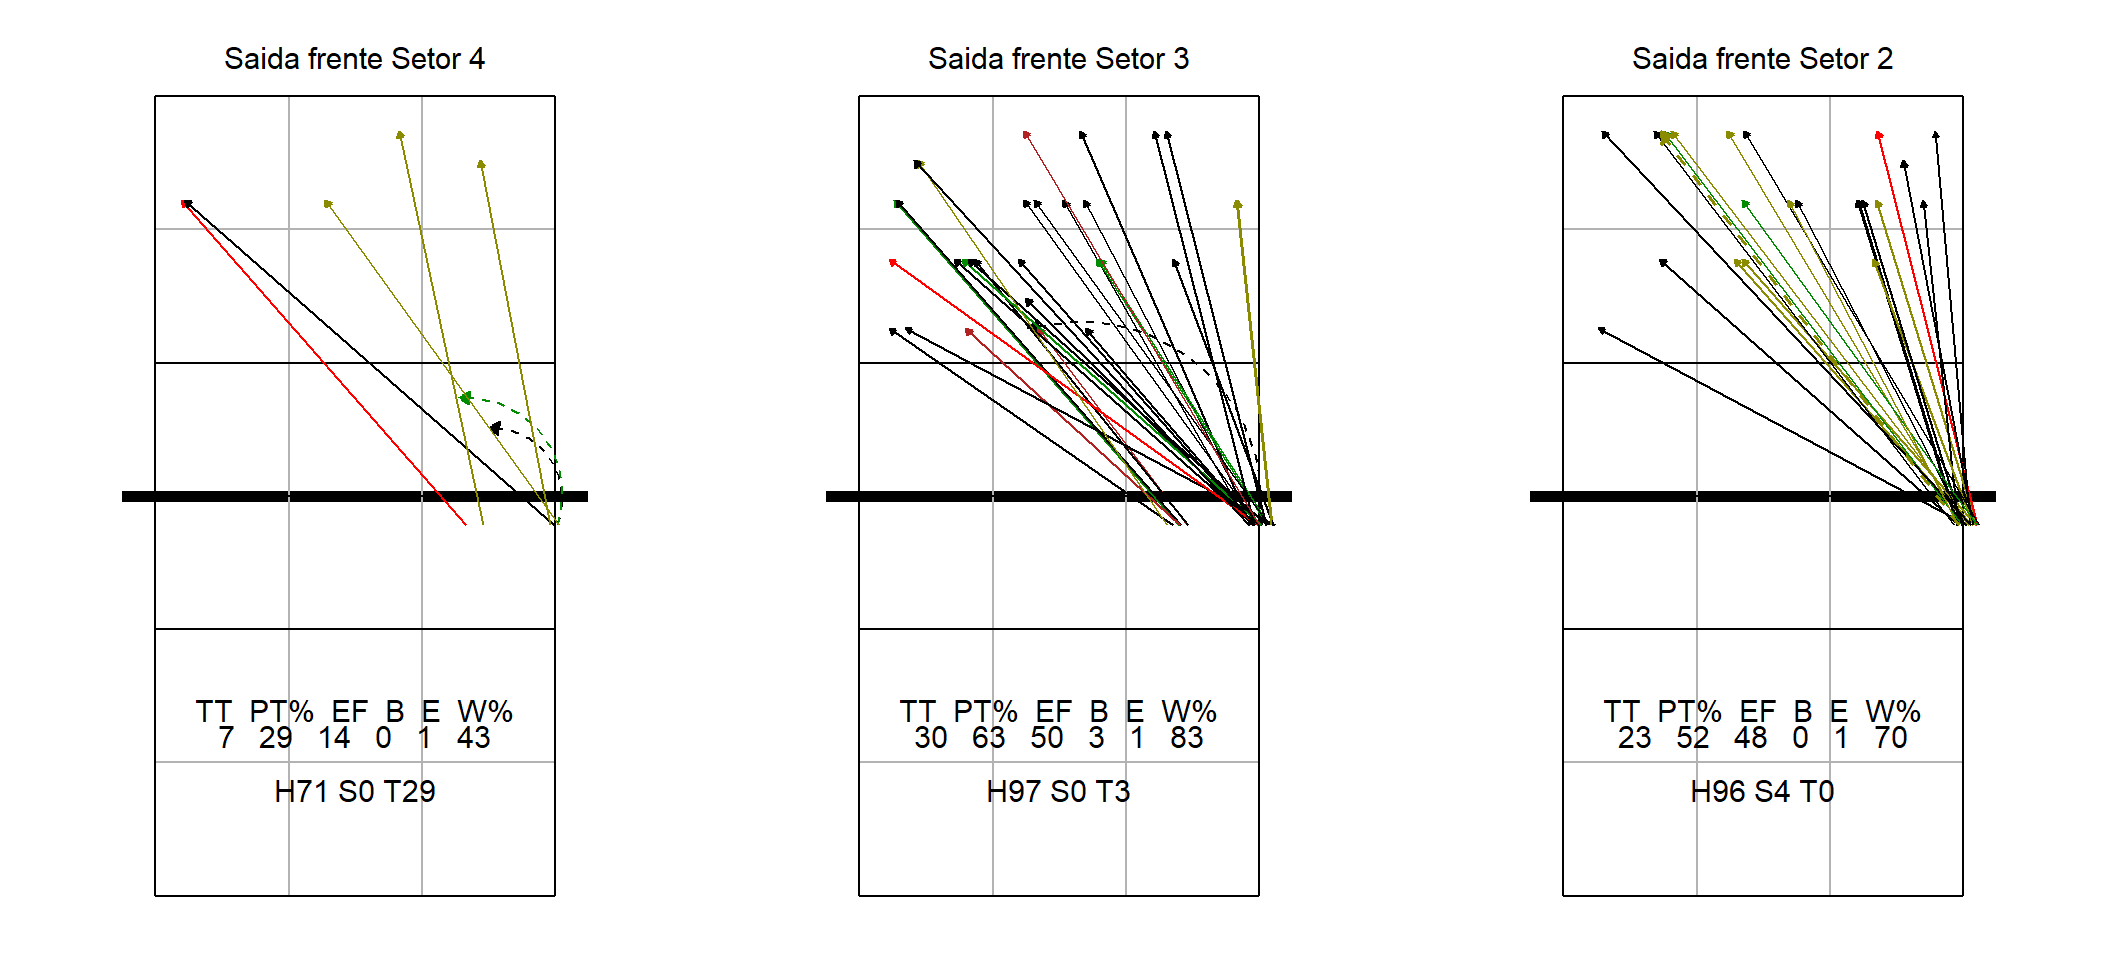 Saida frente Setor 4
TT PT% EF B E W%
7 29 14 0 1 43
H71 S0 T29
Saida frente Setor 3
TT PT% EF B E W%
30 63 50 3 1 83
H97 S0 T3
Saida frente Setor 2
TT PT% EF B E W%
23 52 48 0 1 70
H96 S4 T0